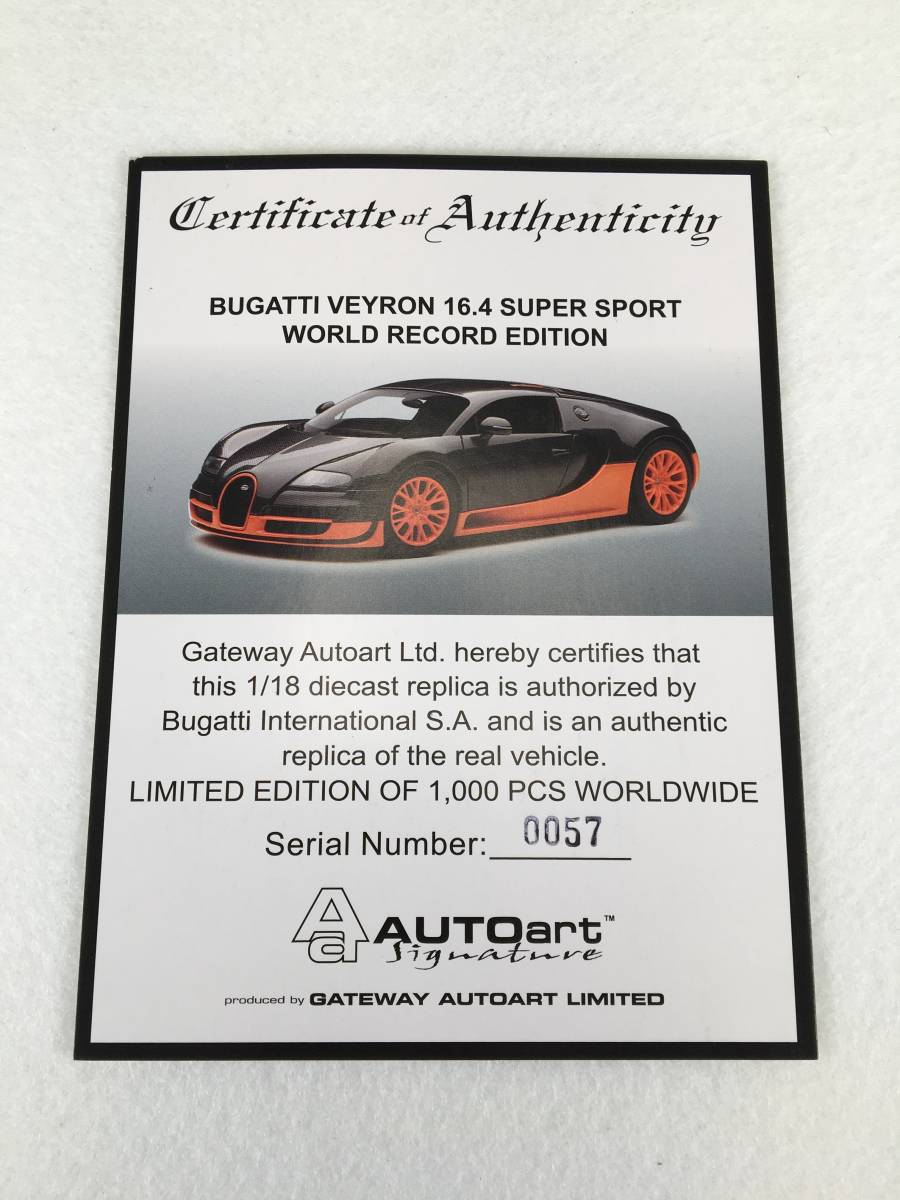 Certificate of Authenticity
BUGATTI VEYRON 16.4 SUPER SPORT
WORLD RECORD EDITION
Gateway Autoart Ltd. hereby certifies that
this 1/18 diecast replica is authorized by
Bugatti International S.A. and is an authentic
replica of the real vehicle.
LIMITED EDITION OF 1,000 PCS WORLDWIDE
Serial Number: 0057
Aa AUTOart™
Signature
produced by GATEWAY AUTOART LIMITED